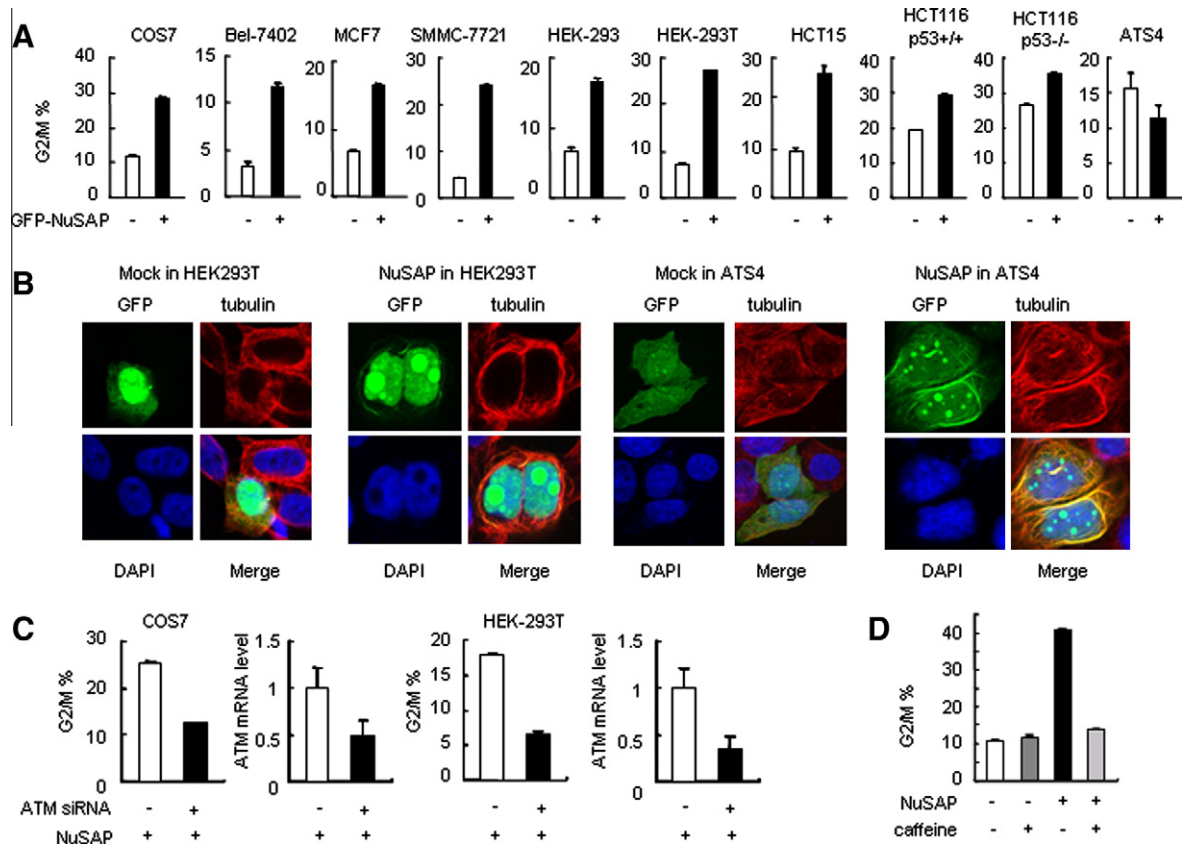 A
COS7 Bel-7402 MCF7 SMMC-7721 HEK-293 HEK-293T HCT15 HCT116 p53+/+ HCT116 p53-/- ATS4
G2/M %
40 30 20 10 0
15 10 5 0
20 10 0
30 20 10 0
30 20 10 0
30 20 10 0
30 20 10 0
40 30 20 10 0
40 30 20 10 0
20 15 10 5 0
GFP-NuSAP - + - + - + - + - + - + - + - + - + - +
B
Mock in HEK293T NuSAP in HEK293T Mock in ATS4 NuSAP in ATS4
GFP tubulin GFP tubulin GFP tubulin GFP tubulin
DAPI Merge DAPI Merge DAPI Merge DAPI Merge
C
COS7 HEK-293T
G2/M % ATM mRNA level G2/M % ATM mRNA level
30 20 10 0
1.5 1 0.5 0
20 15 10 5 0
1.5 1 0.5 0
ATM siRNA - + - + - + - +
NuSAP + + + + + + + +
D
G2/M %
50 40 30 20 10 0
NuSAP - - + +
caffeine - + - +